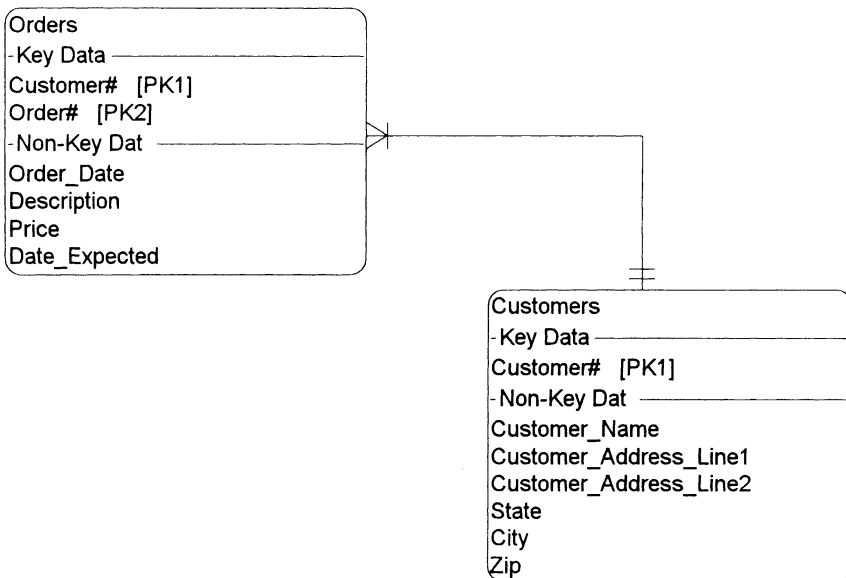 Orders
-Key Data
Customer# [PK1]
Order# [PK2]
-Non-Key Dat
Order_Date
Description
Price
Date_Expected
Customers
-Key Data
Customer# [PK1]
-Non-Key Dat
Customer_Name
Customer_Address_Line1
Customer_Address_Line2
State
City
Zip